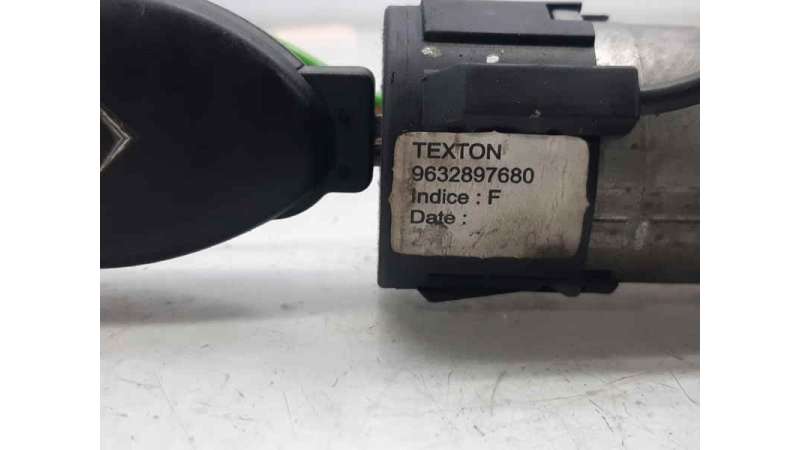 TEXTON
9632897680
Indice : F
Date :